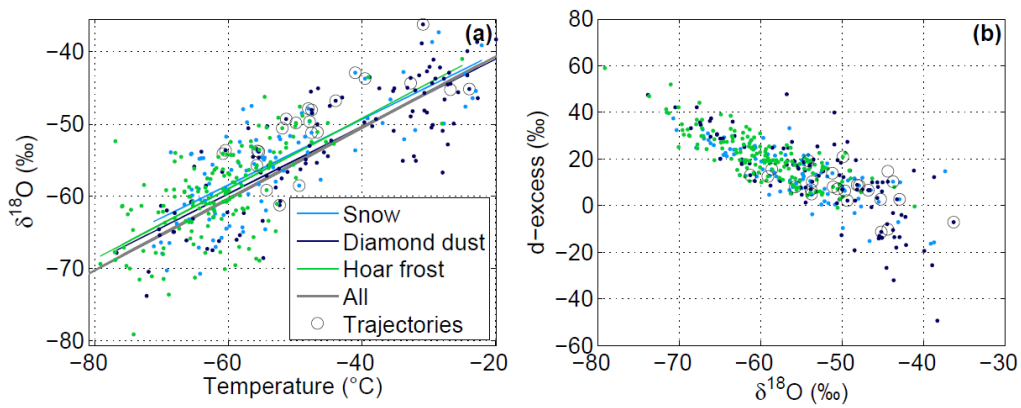 (a)
δ¹⁸O (‰)
−40
−50
−60
−70
−80
Snow
Diamond dust
Hoar frost
All
Trajectories
−80 −60 −40 −20
Temperature (°C)
(b)
d−excess (‰)
80
60
40
20
0
−20
−40
−60
−80 −70 −60 −50 −40 −30
δ¹⁸O (‰)